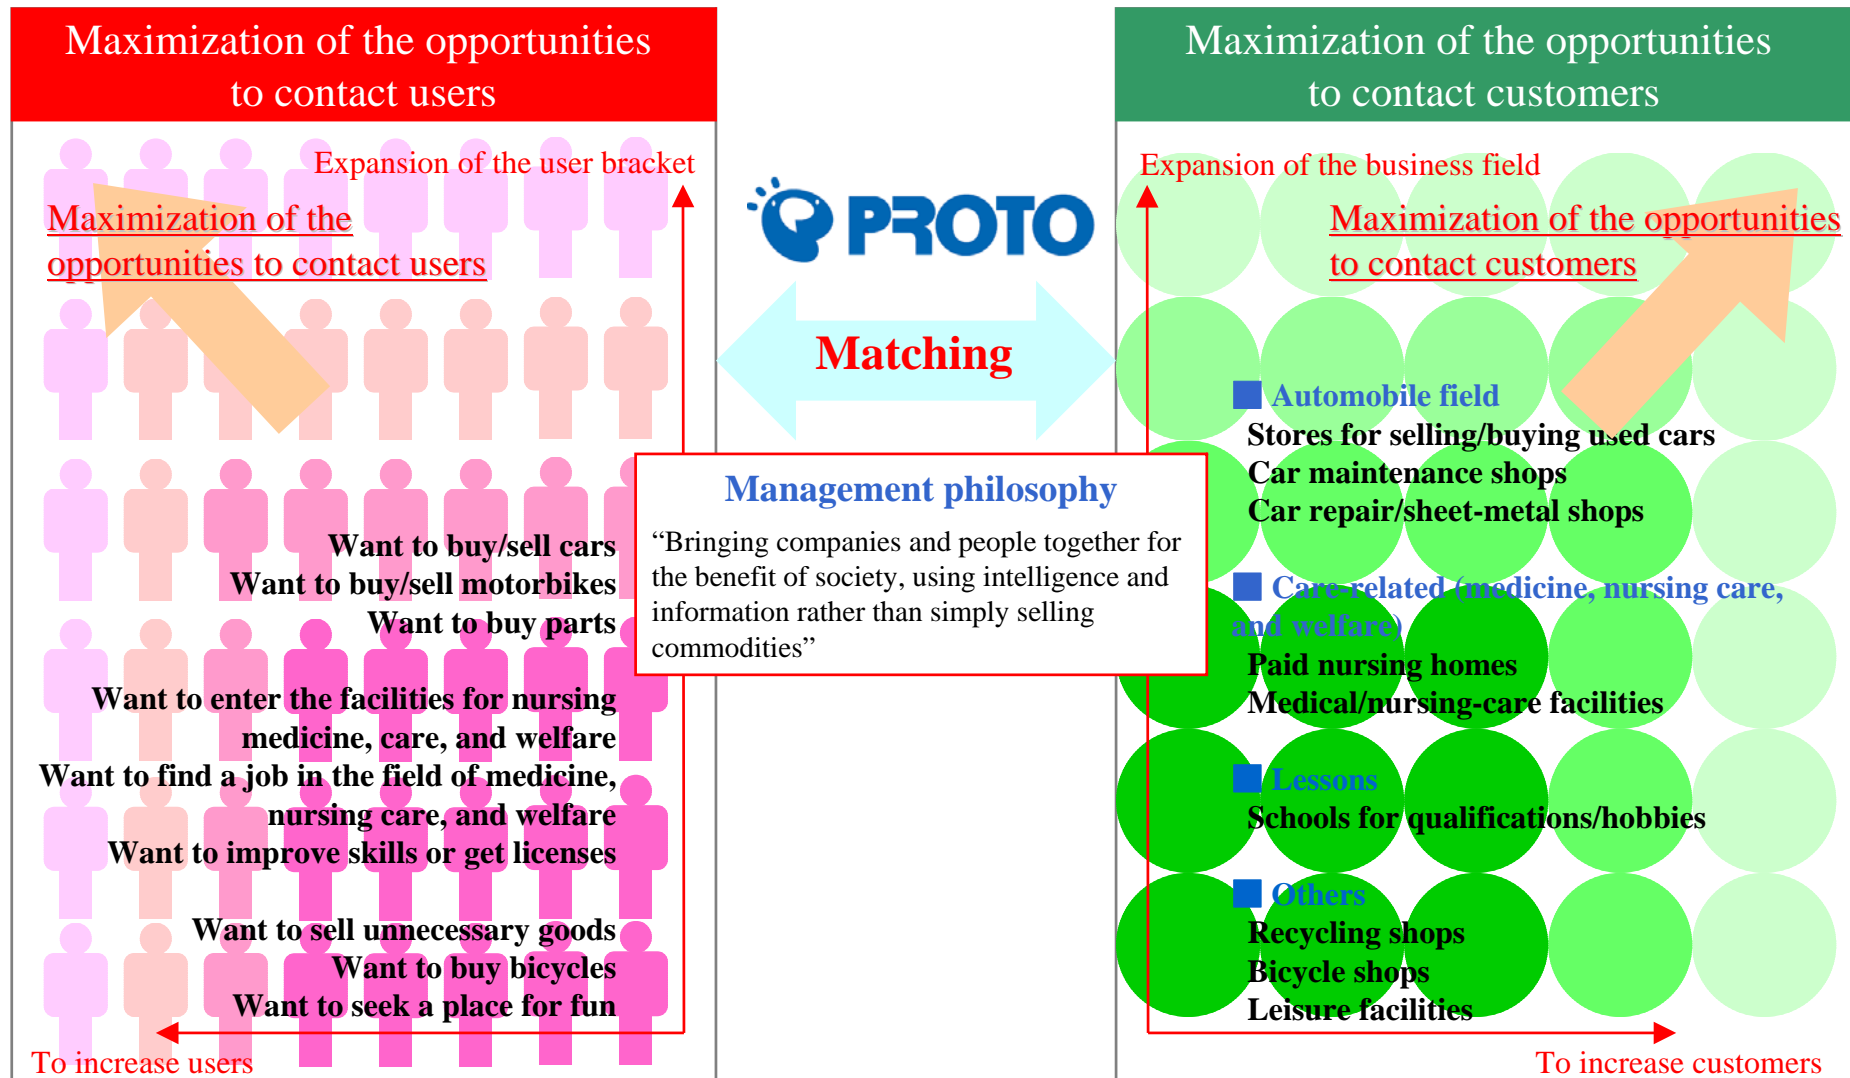 Maximization of the opportunities
to contact users
Expansion of the user bracket
Maximization of the
opportunities to contact users
Want to buy/sell cars
Want to buy/sell motorbikes
Want to buy parts
Want to enter the facilities for nursing
medicine, care, and welfare
Want to find a job in the field of medicine,
nursing care, and welfare
Want to improve skills or get licenses
Want to sell unnecessary goods
Want to buy bicycles
Want to seek a place for fun
To increase users
PROTO
Matching
Management philosophy
“Bringing companies and people together for
the benefit of society, using intelligence and
information rather than simply selling
commodities”
Maximization of the opportunities
to contact customers
Expansion of the business field
Maximization of the opportunities
to contact customers
■ Automobile field
Stores for selling/buying used cars
Car maintenance shops
Car repair/sheet-metal shops
■ Care-related (medicine, nursing care,
and welfare)
Paid nursing homes
Medical/nursing-care facilities
■ Lessons
Schools for qualifications/hobbies
■ Others
Recycling shops
Bicycle shops
Leisure facilities
To increase customers